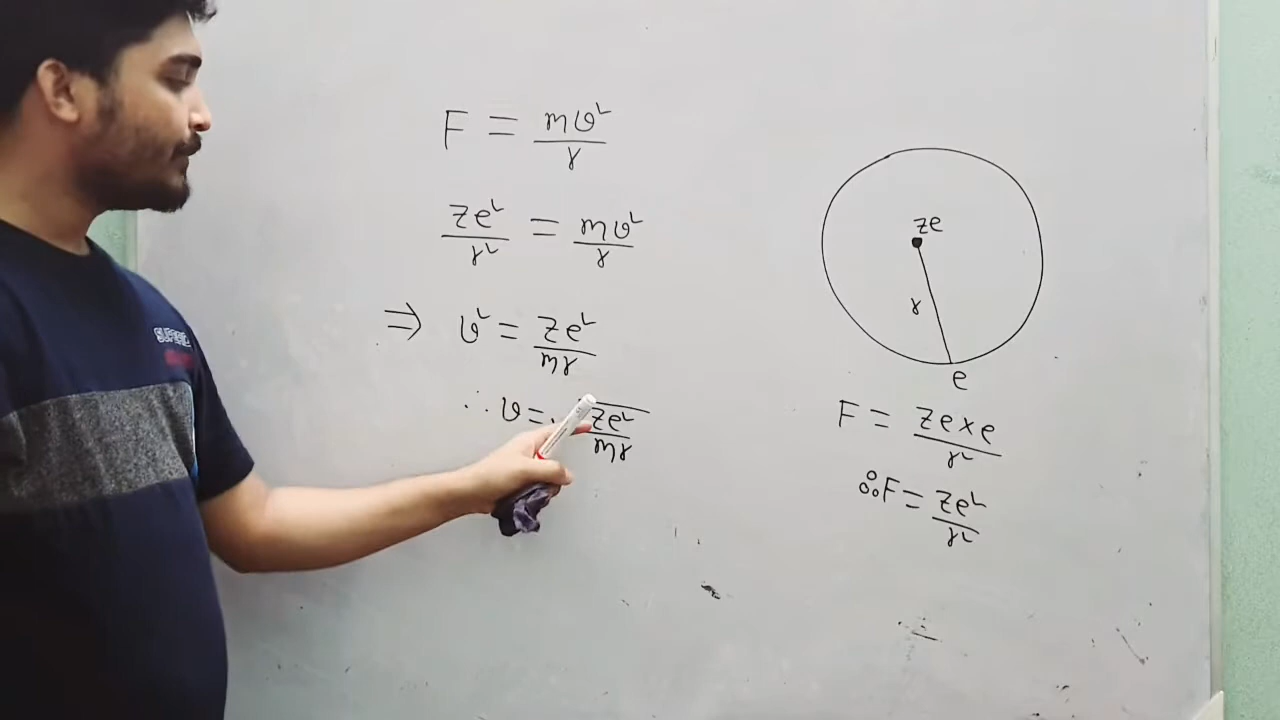 F = mv²/r
Ze²/r² = mv²/r
⇒ v² = Ze²/mr
∴ v = √Ze²/mr
Ze
r
e
F = Ze×e/r²
∴ F = Ze²/r²